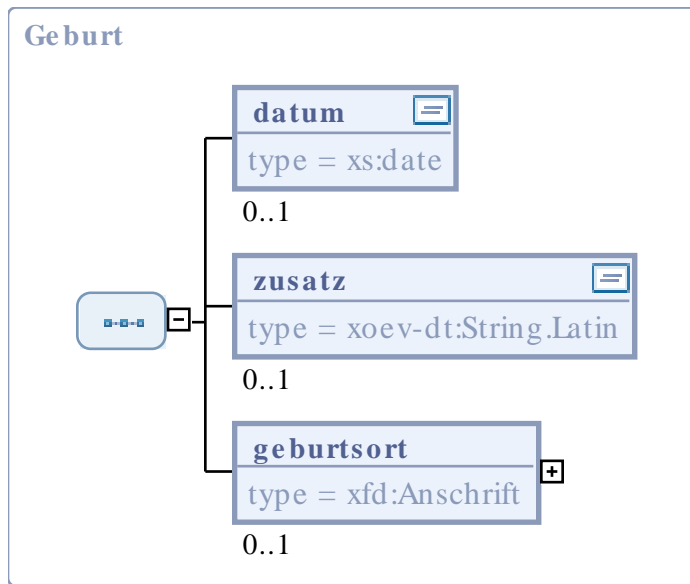 Geburt
datum
type = xs:date
0..1
zusatz
type = xoev-dt:String.Latin
0..1
geburtsort
type = xfd:Anschrift
0..1